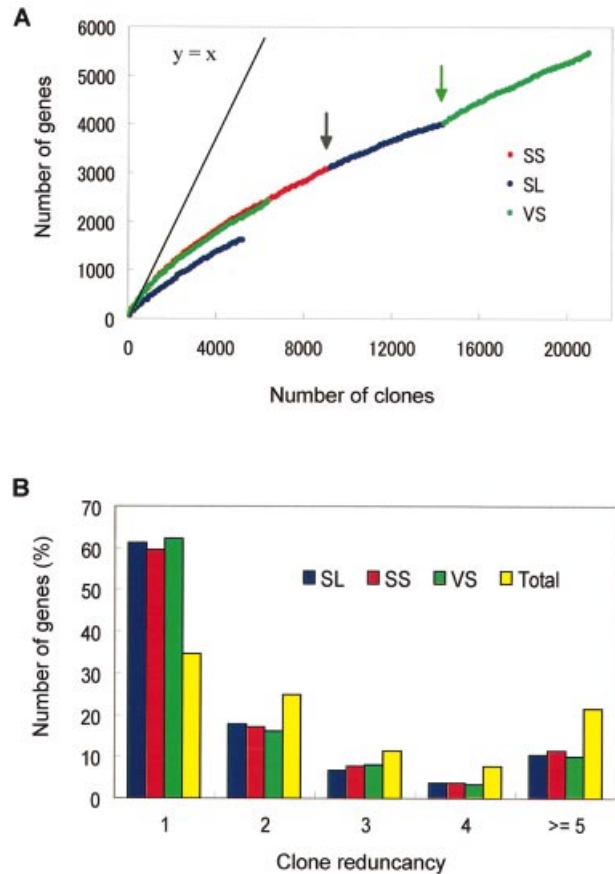 A
y = x
6000
5000
4000
3000
2000
1000
0
Number of genes
SS
SL
VS
0 4000 8000 12000 16000 20000
Number of clones
B
70
60
50
40
30
20
10
0
Number of genes (%)
SL SS VS Total
1 2 3 4 >= 5
Clone reduncancy